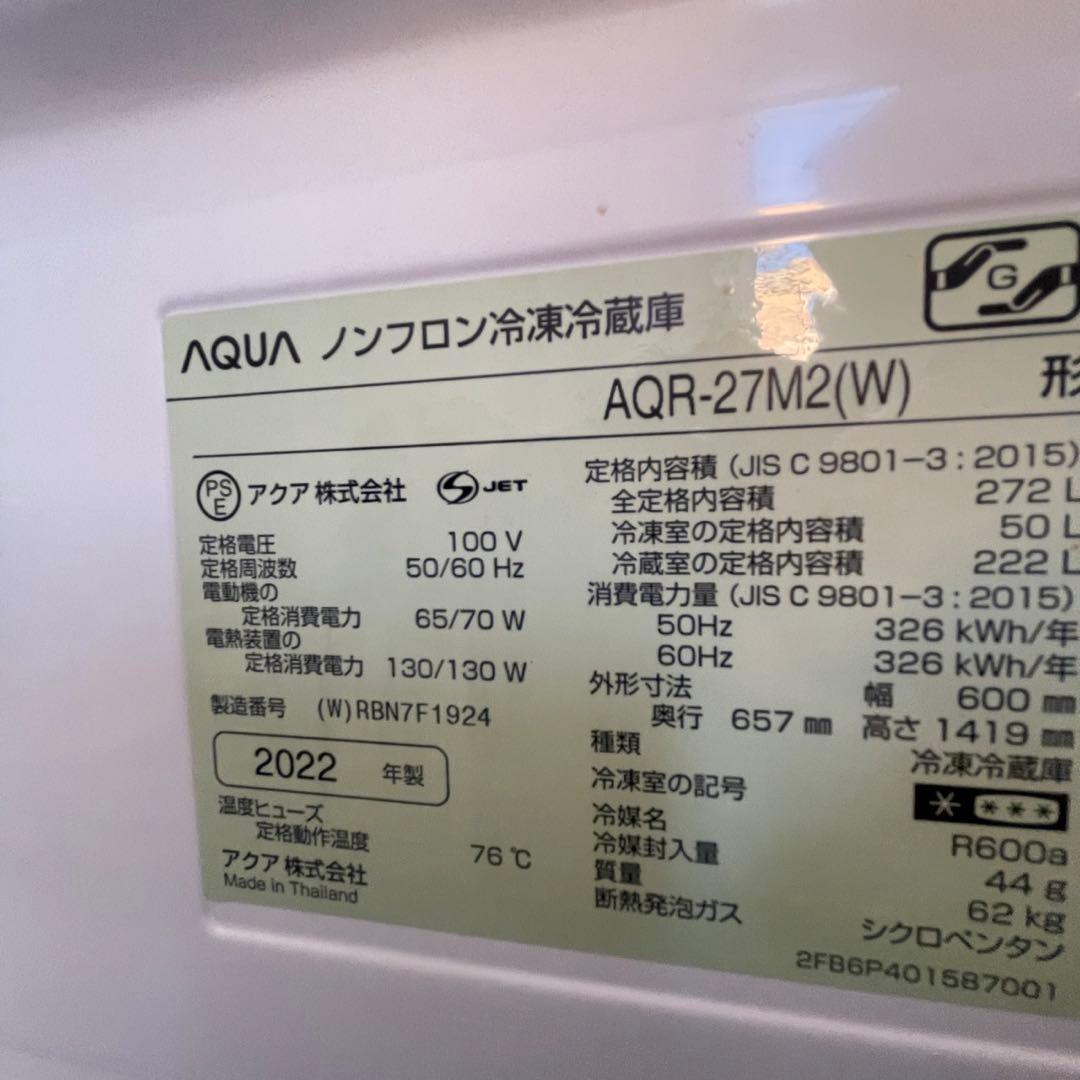 AQUA ノンフロン冷凍冷蔵庫
G
AQR-27M2(W) 形
PS
E
アクア 株式会社
S JET
定格電圧 100 V
定格周波数 50/60 Hz
電動機の
定格消費電力 65/70 W
電熱装置の
定格消費電力 130/130 W
製造番号 (W)RBN7F1924
2022 年製
温度ヒューズ
定格動作温度 76 ℃
アクア 株式会社
Made in Thailand
定格内容積 (JIS C 9801-3:2015)
全定格内容積 272 L
冷凍室の定格内容積 50 L
冷蔵室の定格内容積 222 L
消費電力量 (JIS C 9801-3:2015)
50Hz 326 kWh/年
60Hz 326 kWh/年
外形寸法 幅 600 mm
奥行 657 mm 高さ 1419 mm
種類 冷凍冷蔵庫
冷凍室の記号 * ***
冷媒名 R600a
冷媒封入量 44 g
質量 62 kg
断熱発泡ガス シクロペンタン
2FB6P401587001